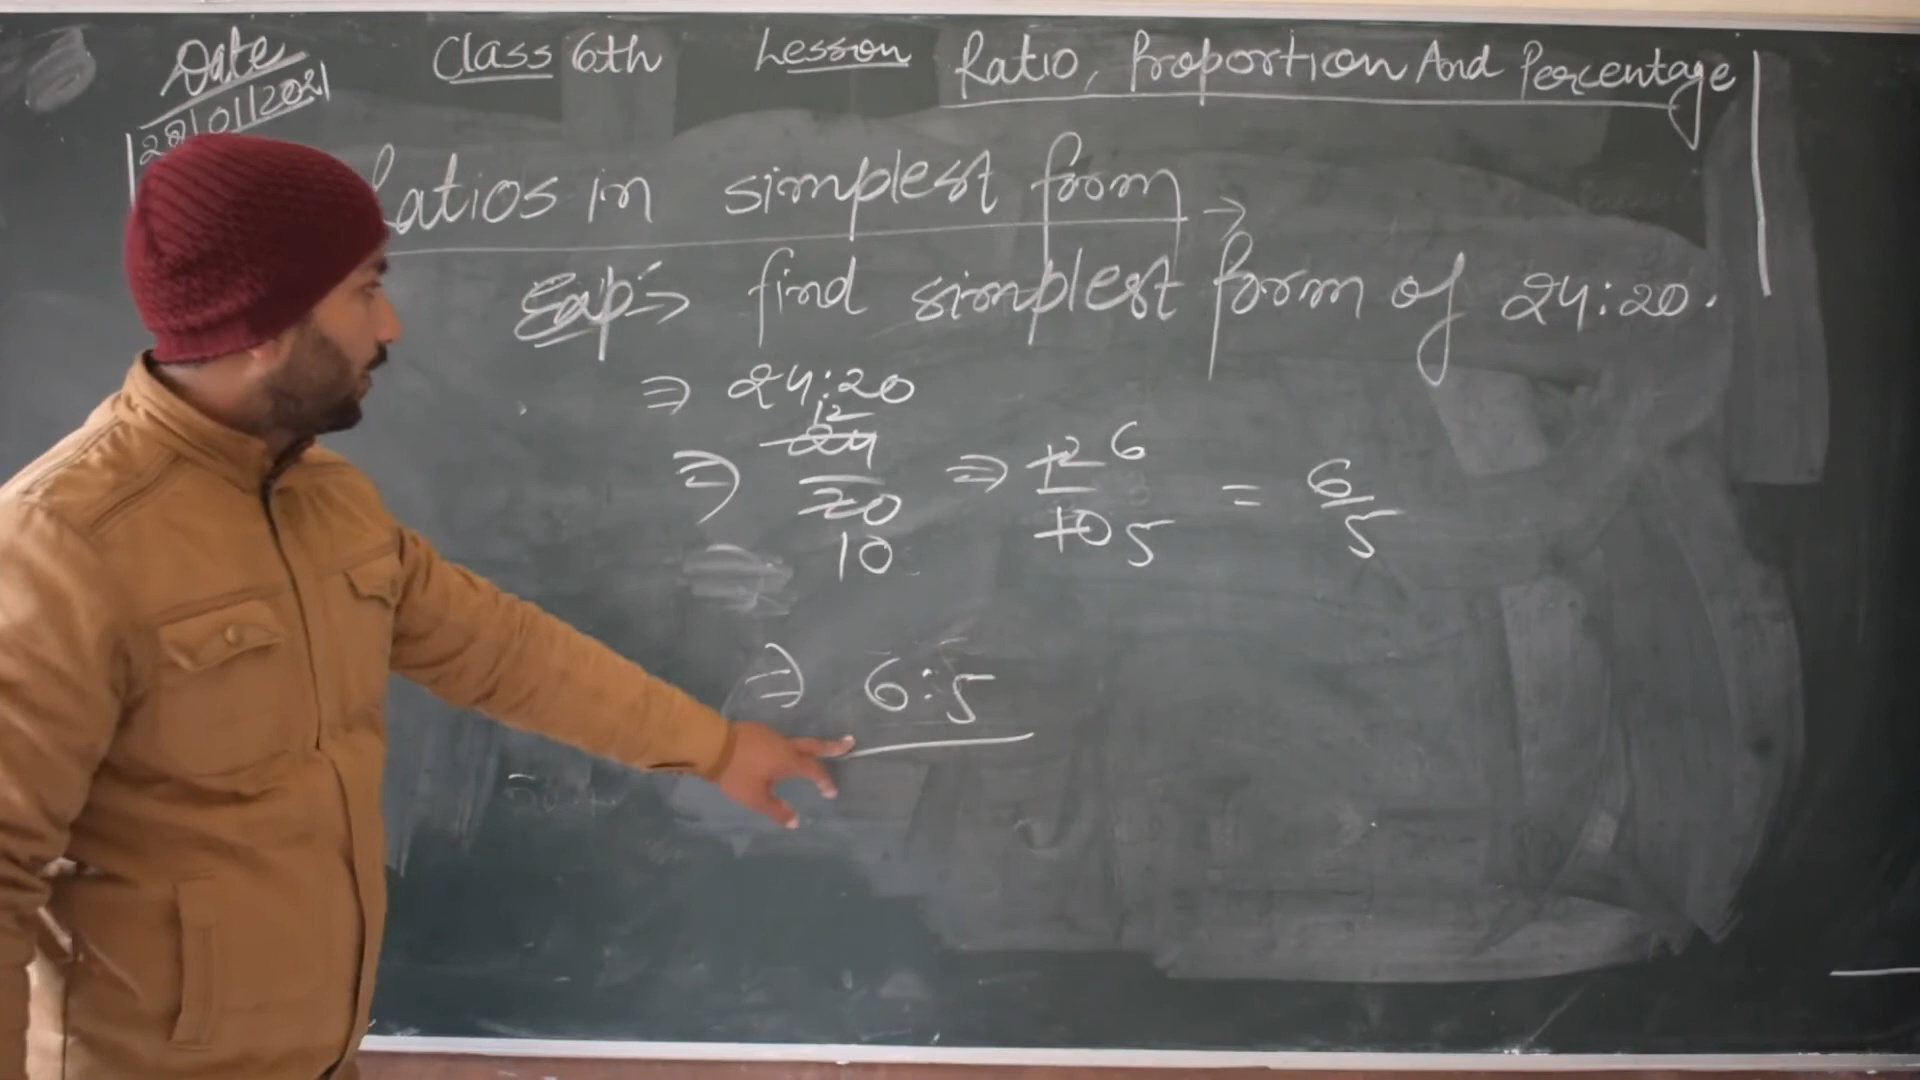 Date Class 6th Lesson Ratio, Proportion And Percentage
28/01/2021
Ratios in simplest form →
Exp:→ find simplest form of 24:20.
⇒ 24:20
12
⇒ 24/20 ⇒ 12/10 6 5 = 6/5
10
⇒ 6:5